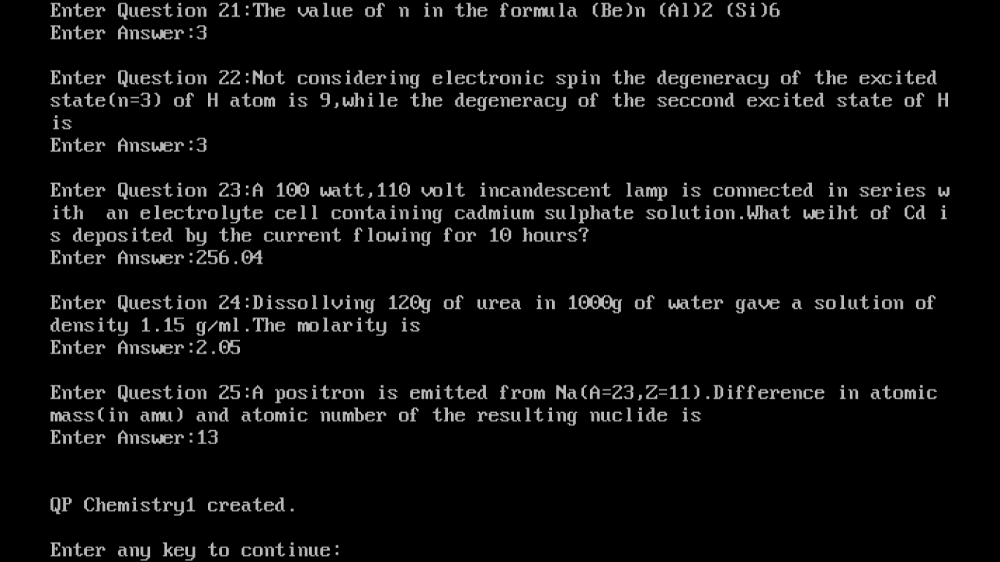 Enter Question 21:The value of n in the formula (Be)n (Al)2 (Si)6
Enter Answer:3
Enter Question 22:Not considering electronic spin the degeneracy of the excited
state(n=3) of H atom is 9,while the degeneracy of the seccond excited state of H
is
Enter Answer:3
Enter Question 23:A 100 watt,110 volt incandescent lamp is connected in series w
ith  an electrolyte cell containing cadmium sulphate solution.What weiht of Cd i
s deposited by the current flowing for 10 hours?
Enter Answer:256.04
Enter Question 24:Dissollving 120g of urea in 1000g of water gave a solution of
density 1.15 g/ml.The molarity is
Enter Answer:2.05
Enter Question 25:A positron is emitted from Na(A=23,Z=11).Difference in atomic
mass(in amu) and atomic number of the resulting nuclide is
Enter Answer:13
QP Chemistry1 created.
Enter any key to continue: